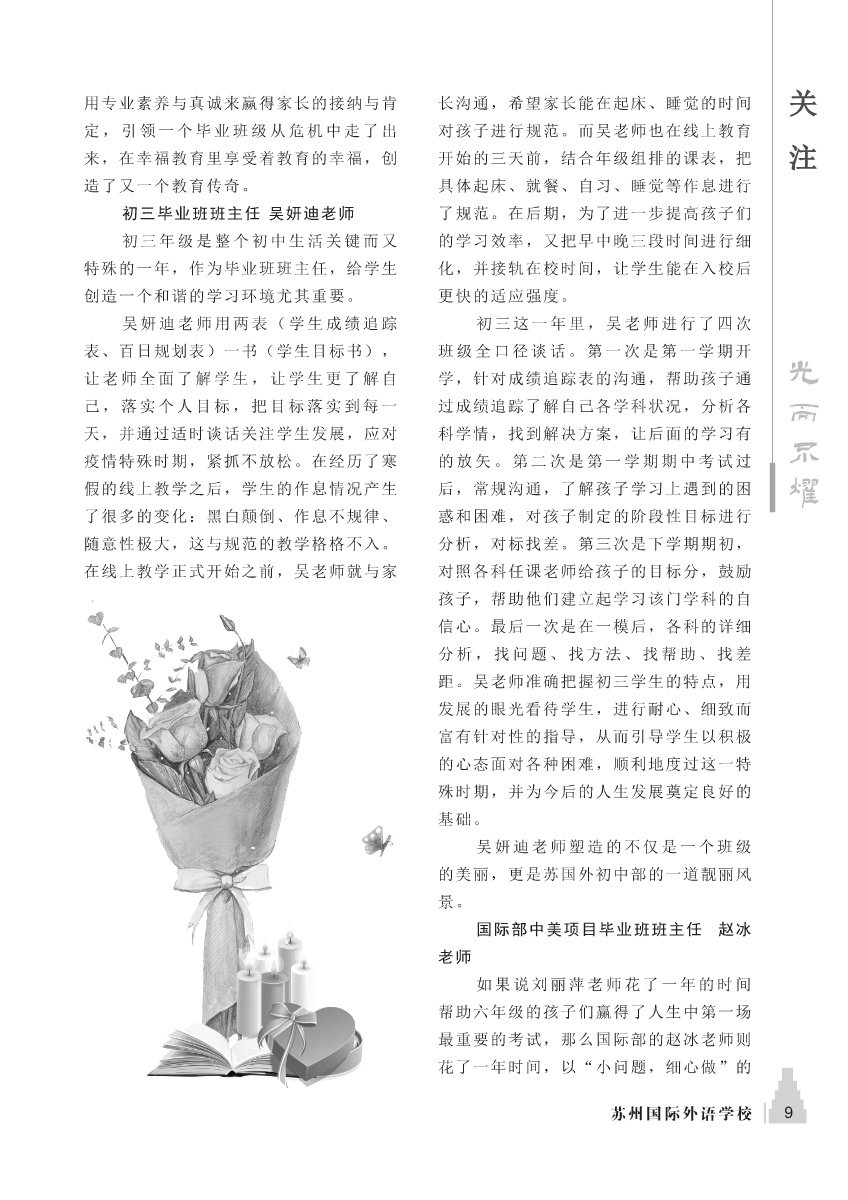 用专业素养与真诚来赢得家长的接纳与肯
定，引领一个毕业班级从危机中走了出
来，在幸福教育里享受着教育的幸福，创
造了又一个教育传奇。
初三毕业班班主任 吴妍迪老师
初三年级是整个初中生活关键而又
特殊的一年，作为毕业班班主任，给学生
创造一个和谐的学习环境尤其重要。
吴妍迪老师用两表（学生成绩追踪
表、百日规划表）一书（学生目标书），
让老师全面了解学生，让学生更了解自
己，落实个人目标，把目标落实到每一
天，并通过适时谈话关注学生发展，应对
疫情特殊时期，紧抓不放松。在经历了寒
假的线上教学之后，学生的作息情况产生
了很多的变化：黑白颠倒、作息不规律、
随意性极大，这与规范的教学格格不入。
在线上教学正式开始之前，吴老师就与家
长沟通，希望家长能在起床、睡觉的时间
对孩子进行规范。而吴老师也在线上教育
开始的三天前，结合年级组排的课表，把
具体起床、就餐、自习、睡觉等作息进行
了规范。在后期，为了进一步提高孩子们
的学习效率，又把早中晚三段时间进行细
化，并接轨在校时间，让学生能在入校后
更快的适应强度。
初三这一年里，吴老师进行了四次
班级全口径谈话。第一次是第一学期开
学，针对成绩追踪表的沟通，帮助孩子通
过成绩追踪了解自己各学科状况，分析各
科学情，找到解决方案，让后面的学习有
的放矢。第二次是第一学期期中考试过
后，常规沟通，了解孩子学习上遇到的困
惑和困难，对孩子制定的阶段性目标进行
分析，对标找差。第三次是下学期期初，
对照各科任课老师给孩子的目标分，鼓励
孩子，帮助他们建立起学习该门学科的自
信心。最后一次是在一模后，各科的详细
分析，找问题、找方法、找帮助、找差
距。吴老师准确把握初三学生的特点，用
发展的眼光看待学生，进行耐心、细致而
富有针对性的指导，从而引导学生以积极
的心态面对各种困难，顺利地度过这一特
殊时期，并为今后的人生发展奠定良好的
基础。
吴妍迪老师塑造的不仅是一个班级
的美丽，更是苏国外初中部的一道靓丽风
景。
国际部中美项目毕业班班主任　赵冰
老师
如果说刘丽萍老师花了一年的时间
帮助六年级的孩子们赢得了人生中第一场
最重要的考试，那么国际部的赵冰老师则
花了一年时间，以“小问题，细心做”的
关注
光而不耀
苏州国际外语学校
9